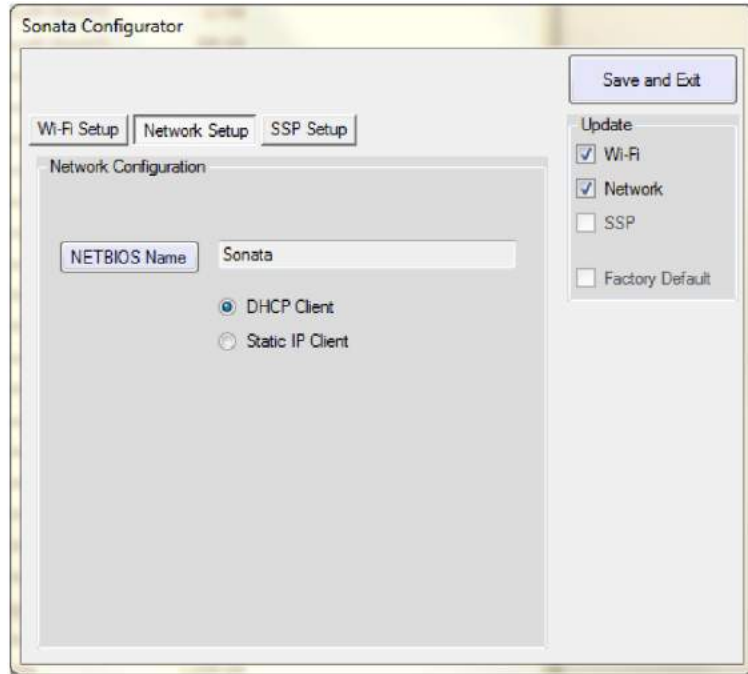 Sonata Configurator
Save and Exit
Wi-Fi Setup
Network Setup
SSP Setup
Update
Wi-Fi
Network
SSP
Factory Default
Network Configuration
NETBIOS Name
Sonata
DHCP Client
Static IP Client